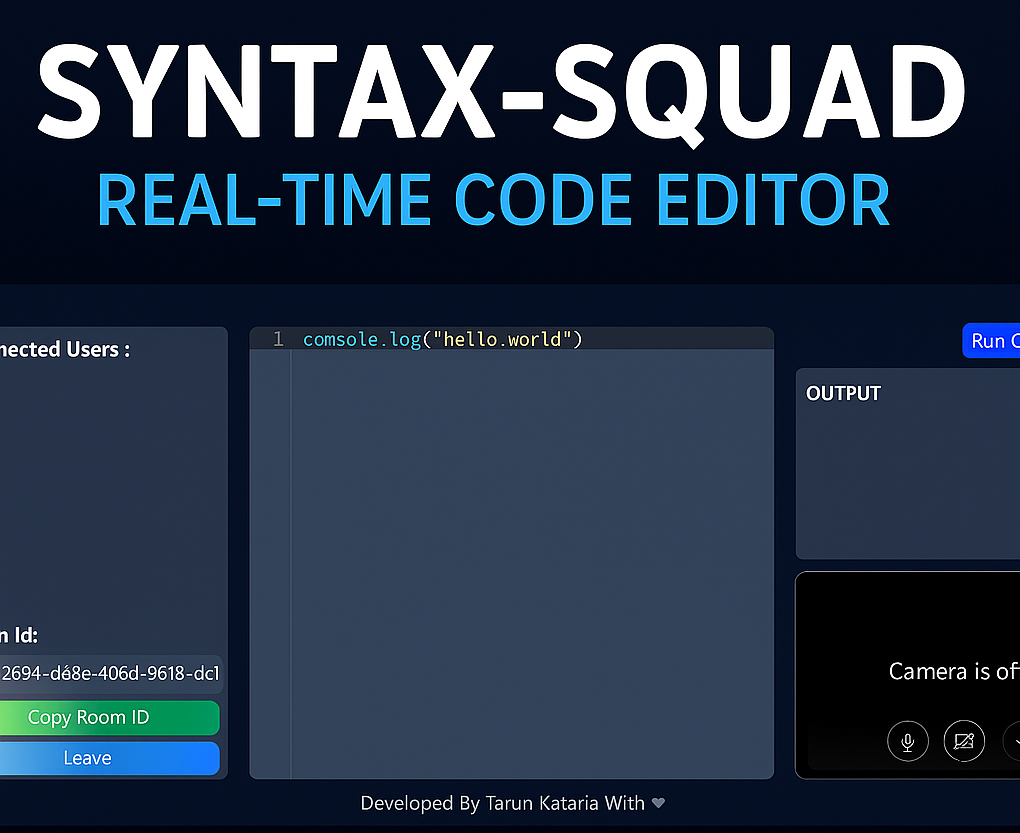 SYNTAX-SQUAD
REAL-TIME CODE EDITOR
nected Users :
1 comsole.log("hello.world")
Run C
OUTPUT
n Id:
2694-dé8e-406d-9618-dc1
Copy Room ID
Leave
Camera is of
Developed By Tarun Kataria With ❤